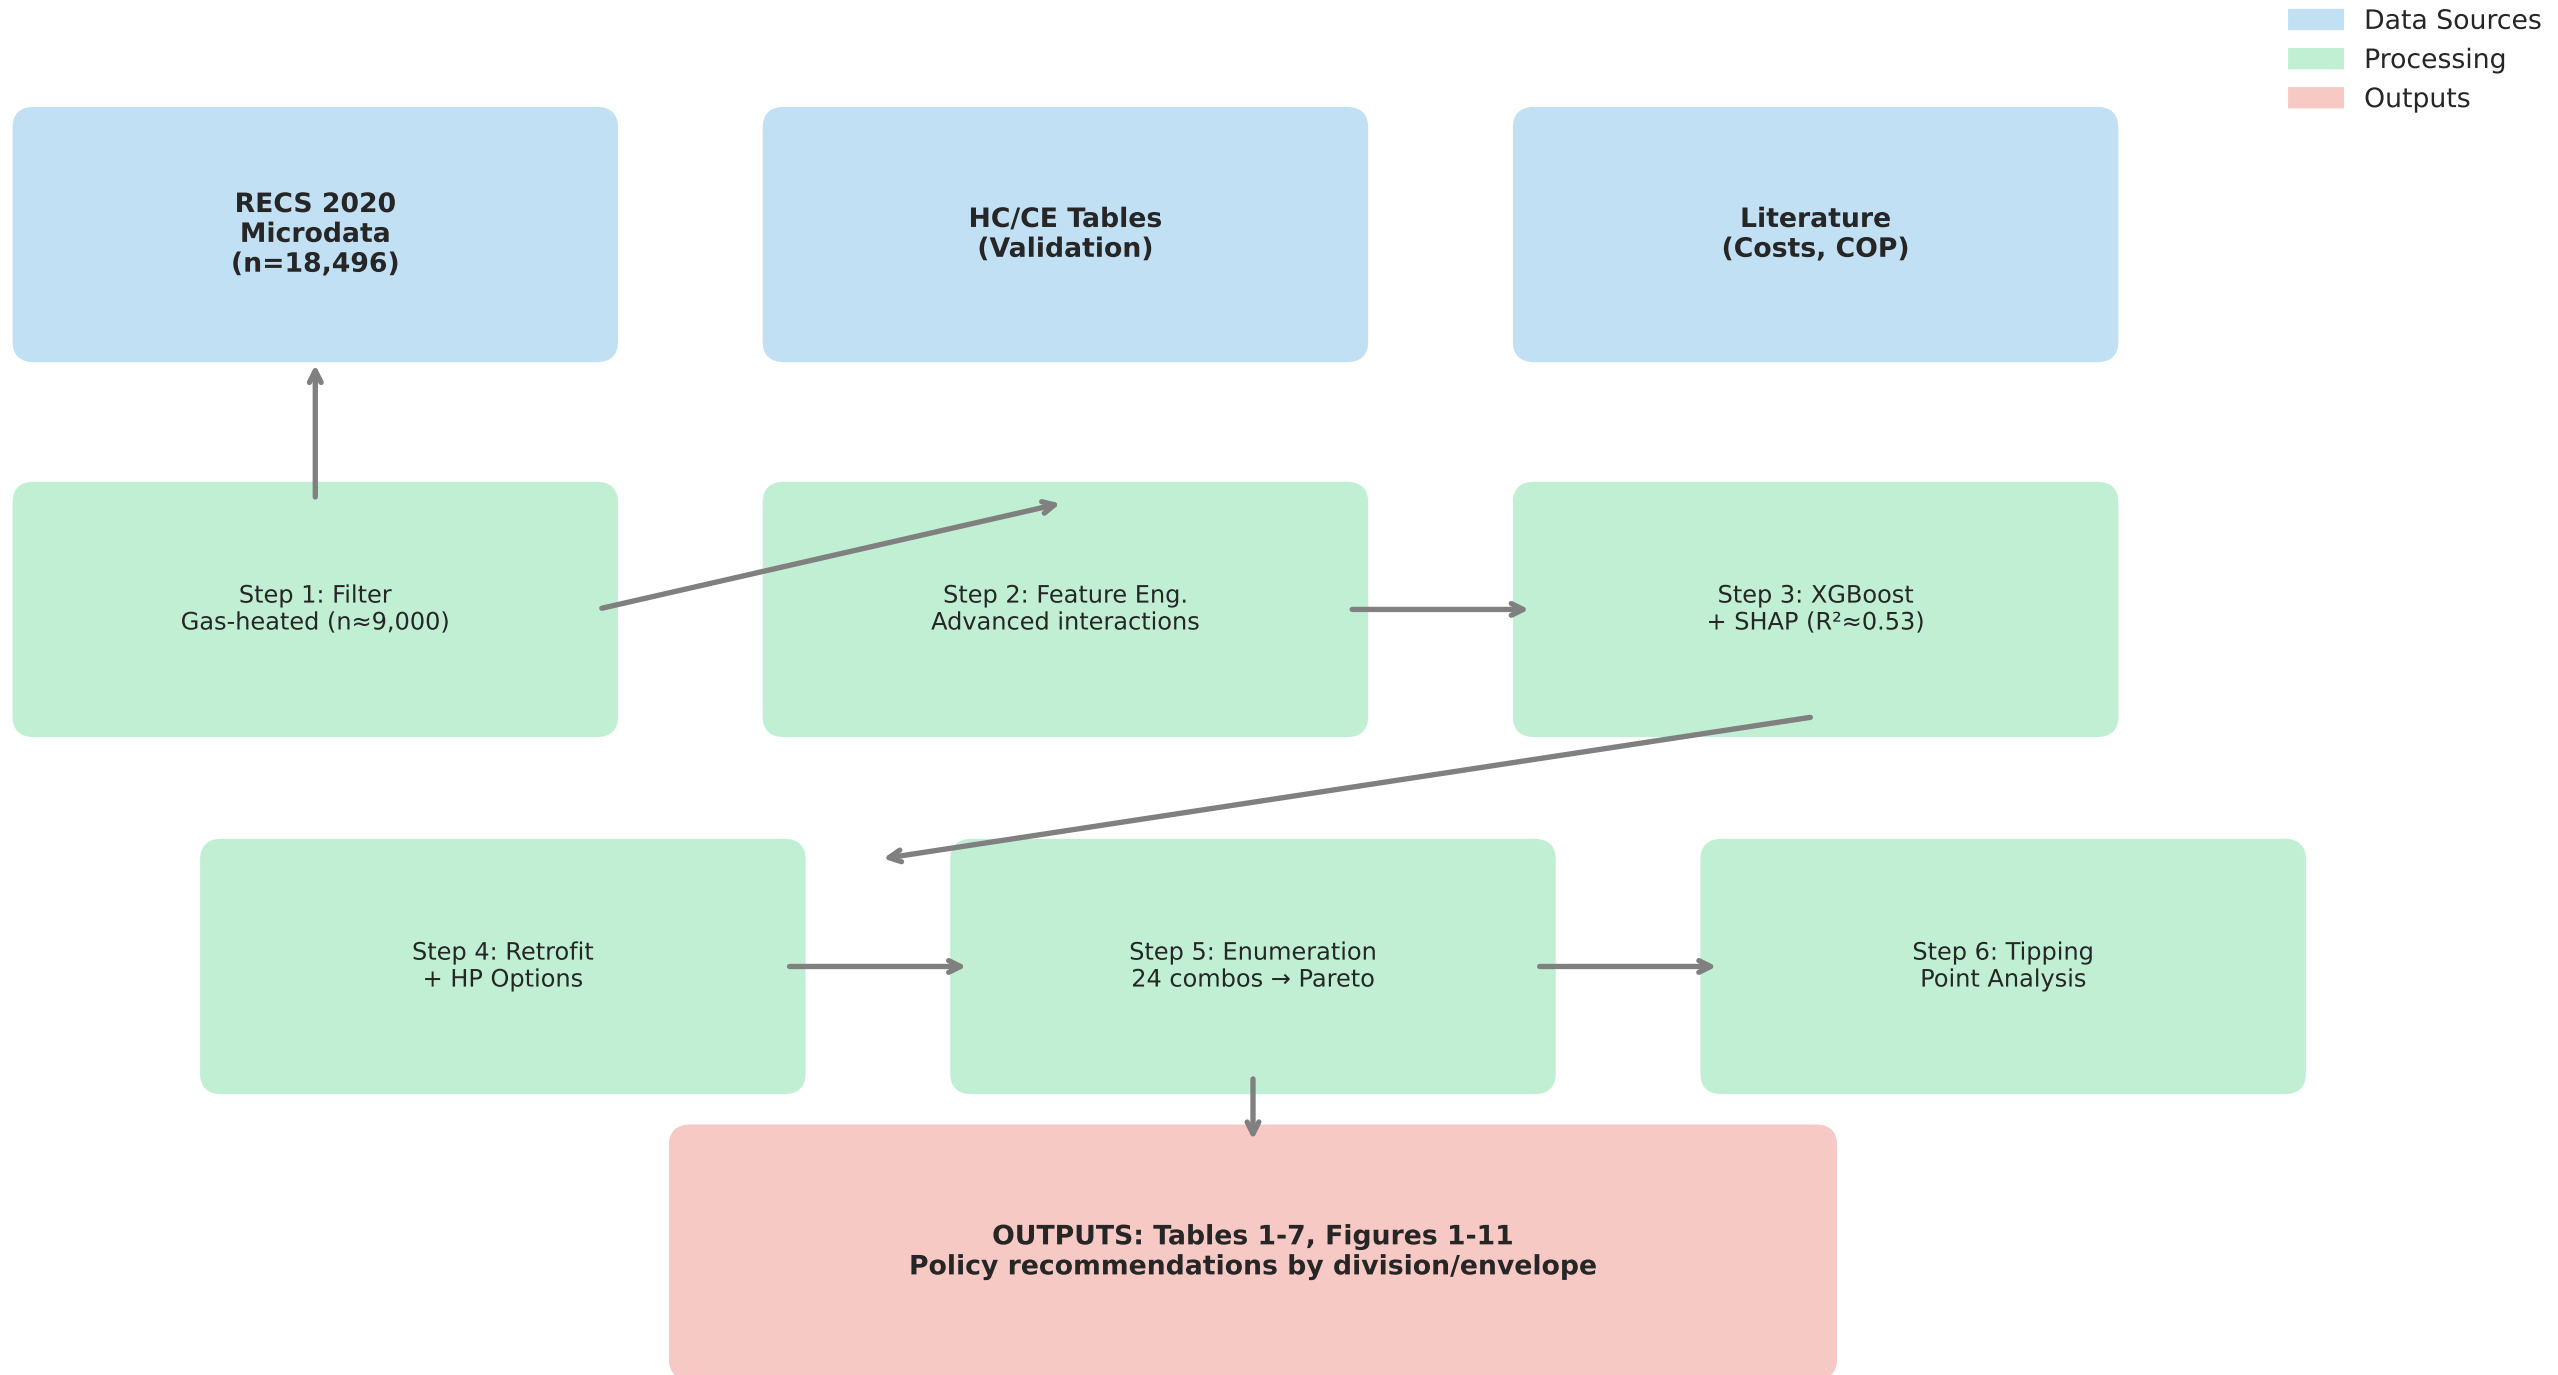 Data Sources
Processing
Outputs
RECS 2020
Microdata
(n=18,496)
HC/CE Tables
(Validation)
Literature
(Costs, COP)
Step 1: Filter
Gas-heated (n≈9,000)
Step 2: Feature Eng.
Advanced interactions
Step 3: XGBoost
+ SHAP (R²≈0.53)
Step 4: Retrofit
+ HP Options
Step 5: Enumeration
24 combos → Pareto
Step 6: Tipping
Point Analysis
OUTPUTS: Tables 1-7, Figures 1-11
Policy recommendations by division/envelope